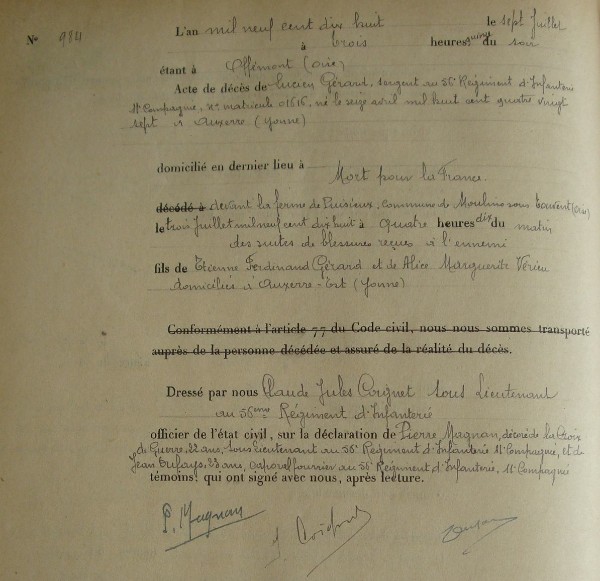 N° 984
L'an mil neuf cent dix huit le sept Juillet
à trois heures quinze du soir
étant à Offémont (oise)
Acte de décès de Lucien Gérard, sergent au 56e Régiment d'Infanterie
11e Compagnie, No matricule 01616, né le seize avril mil huit cent quatre vingt
sept à Auxerre (Yonne)
domicilié en dernier lieu à
Mort pour la France.
décédé à devant la ferme de Puisieux, commune de Moulins sous Touvent (oise)
le trois Juillet mil neuf cent dix huit à quatre heures dix du matin
des suites de blessures reçues à l'ennemi
fils de Etienne Ferdinand Gérard et de Alice Marguerite
domiciliés à Auxerre-Est (Yonne)
Conformément à l'article 77 du Code civil, nous nous sommes transporté
auprès de la personne décédée et assuré de la réalité du décès.
Dressé par nous Claude Jules Coignet Sous Lieutenant
au 56eme Régiment d'Infanterie
officier de l'état civil, sur la déclaration de Pierre Magnan, décoré de la Croix
de Guerre, 22 ans, Sous Lieutenant au 56e Régiment d'Infanterie 11e Compagnie, et de
Jean 28 ans, Caporal fourrier au 56e Régiment d'Infanterie, 11e Compagnie
témoins, qui ont signé avec nous, après lecture.
P. Magnan
J. Coignet